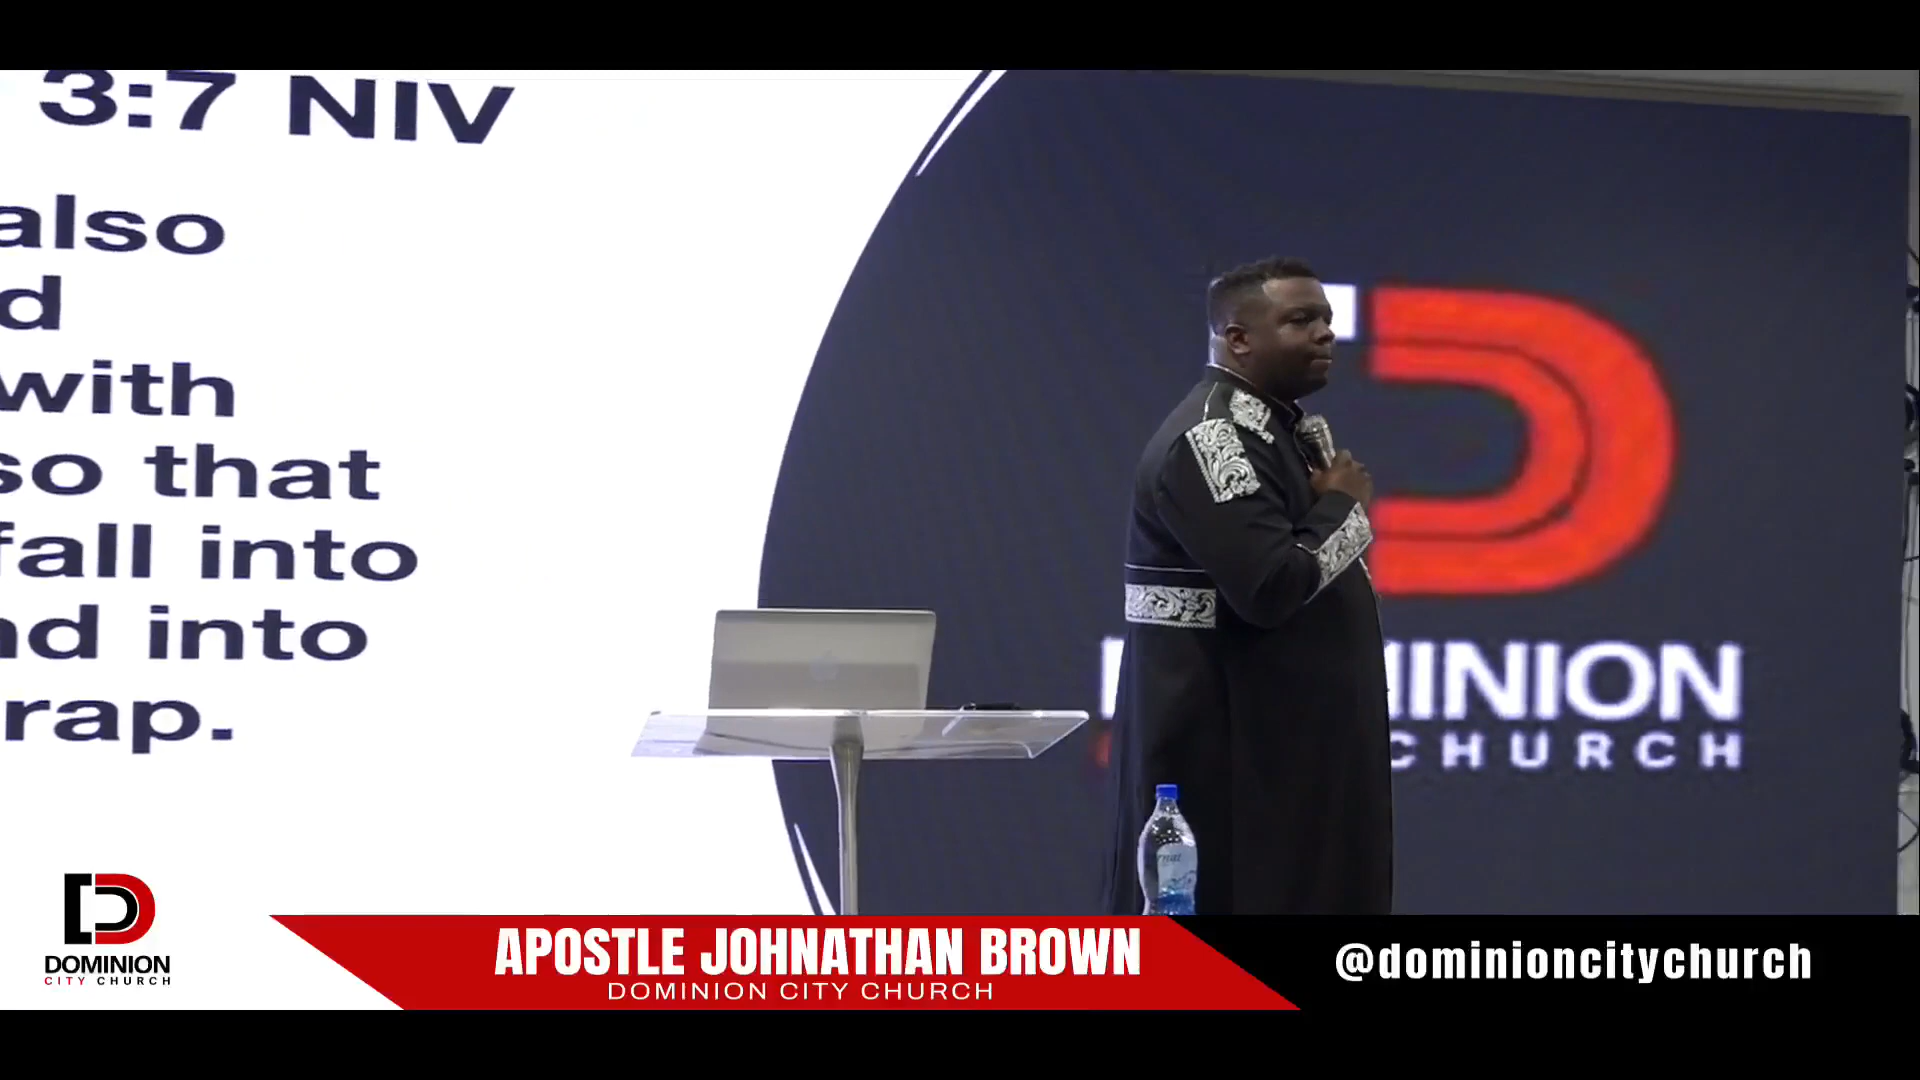 3:7 NIV
also
d
with
so that
fall into
nd into
rap.
INION
CHURCH
DOMINION
CITY CHURCH
APOSTLE JOHNATHAN BROWN
DOMINION CITY CHURCH
@dominioncitychurch